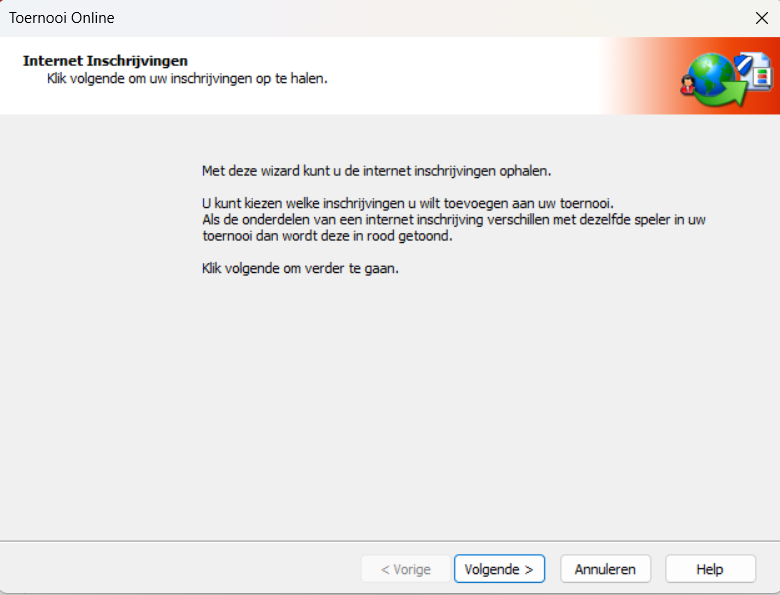 Toernooi Online
Internet Inschrijvingen
Klik volgende om uw inschrijvingen op te halen.
Met deze wizard kunt u de internet inschrijvingen ophalen.
U kunt kiezen welke inschrijvingen u wilt toevoegen aan uw toernooi.
Als de onderdelen van een internet inschrijving verschillen met dezelfde speler in uw
toernooi dan wordt deze in rood getoond.
Klik volgende om verder te gaan.
< Vorige
Volgende >
Annuleren
Help